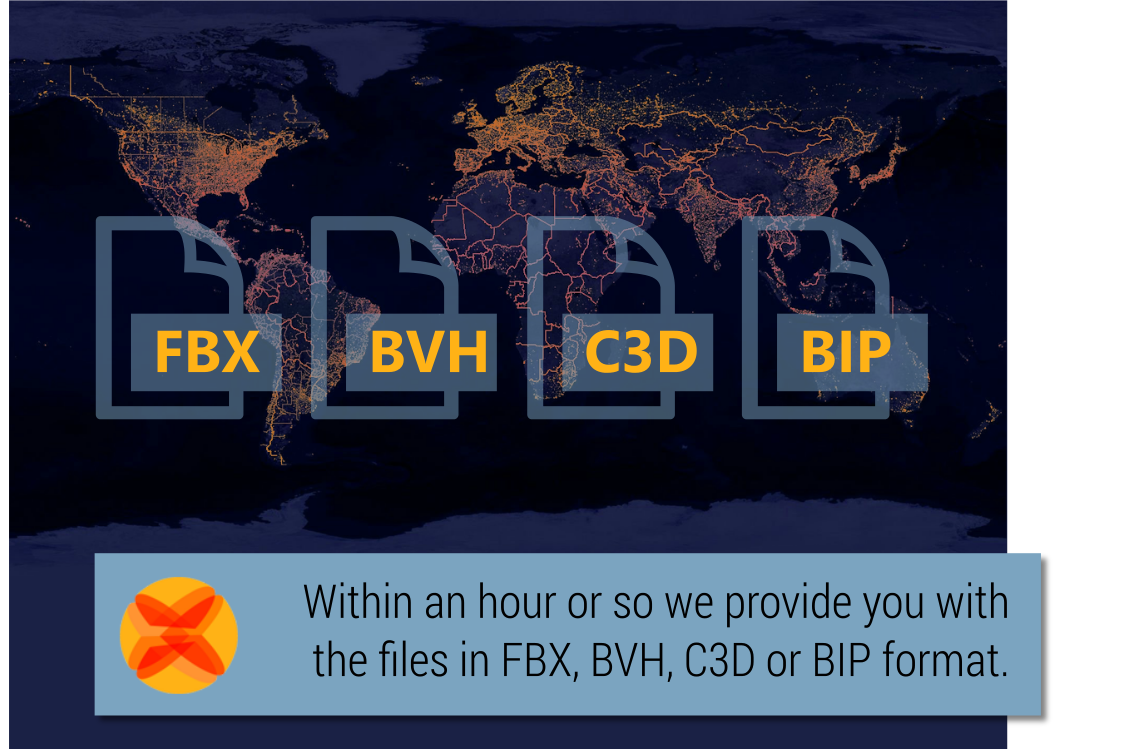 FBX BVH C3D BIP
Within an hour or so we provide you with
the files in FBX, BVH, C3D or BIP format.